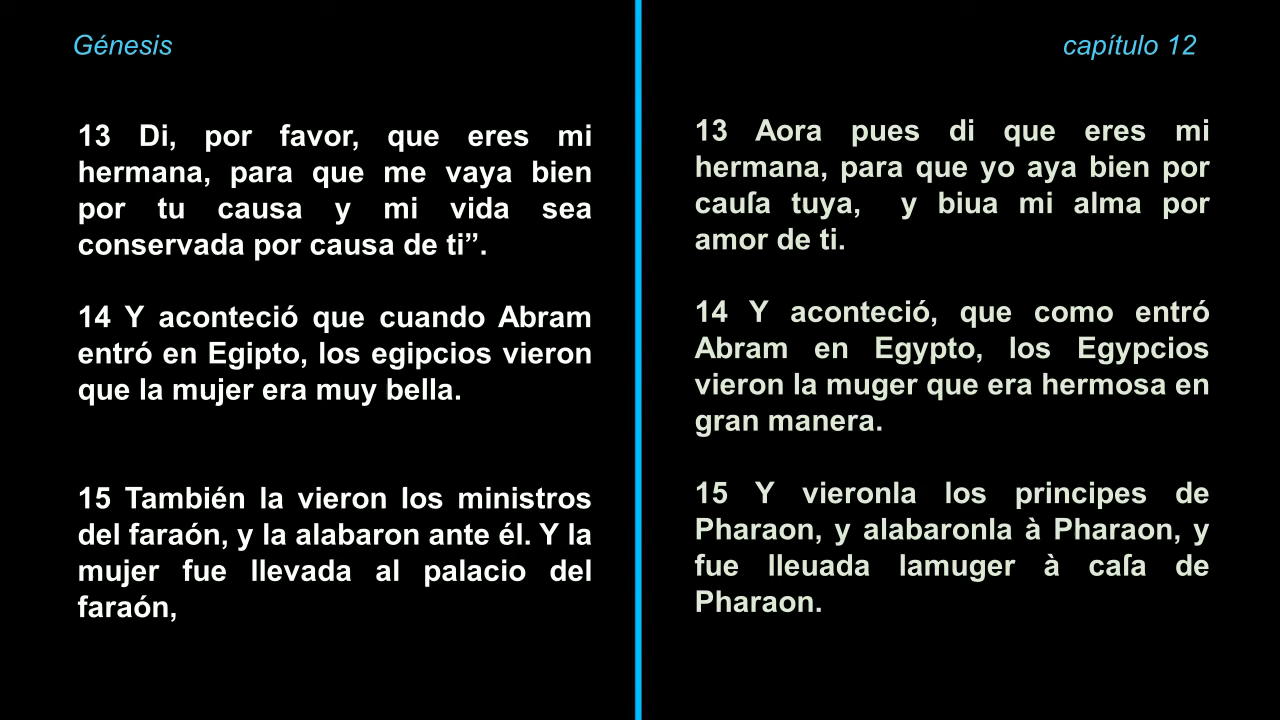 Génesis
capítulo 12
13 Di, por favor, que eres mi
hermana, para que me vaya bien
por tu causa y mi vida sea
conservada por causa de ti”.
14 Y aconteció que cuando Abram
entró en Egipto, los egipcios vieron
que la mujer era muy bella.
15 También la vieron los ministros
del faraón, y la alabaron ante él. Y la
mujer fue llevada al palacio del
faraón,
13 Aora pues di que eres mi
hermana, para que yo aya bien por
cauſa tuya, y biua mi alma por
amor de ti.
14 Y aconteció, que como entró
Abram en Egypto, los Egypcios
vieron la muger que era hermosa en
gran manera.
15 Y vieronla los principes de
Pharaon, y alabaronla à Pharaon, y
fue lleuada lamuger à caſa de
Pharaon.